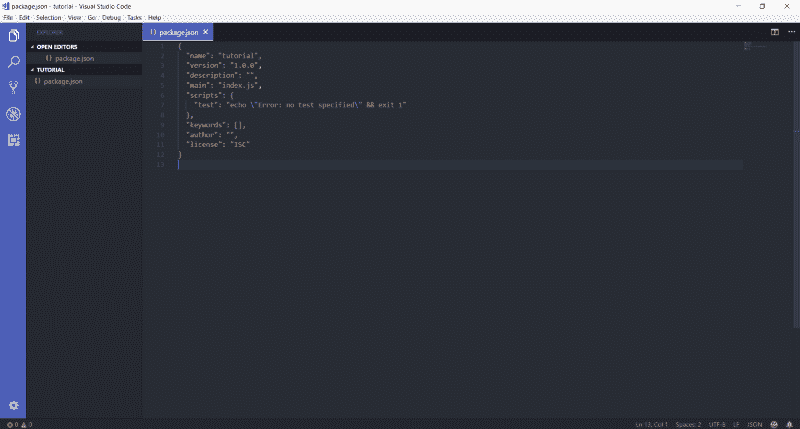 package.json - tutorial - Visual Studio Code
File Edit Selection View Go Debug Tasks Help
EXPLORER
OPEN EDITORS
{} package.json
TUTORIAL
{} package.json
{} package.json ×
1 {
2 "name": "tutorial",
3 "version": "1.0.0",
4 "description": "",
5 "main": "index.js",
6 "scripts": {
7 "test": "echo \"Error: no test specified\" && exit 1"
8 },
9 "keywords": [],
10 "author": "",
11 "license": "ISC"
12 }
13
0 0 Ln 13, Col 1 Spaces: 2 UTF-8 LF JSON